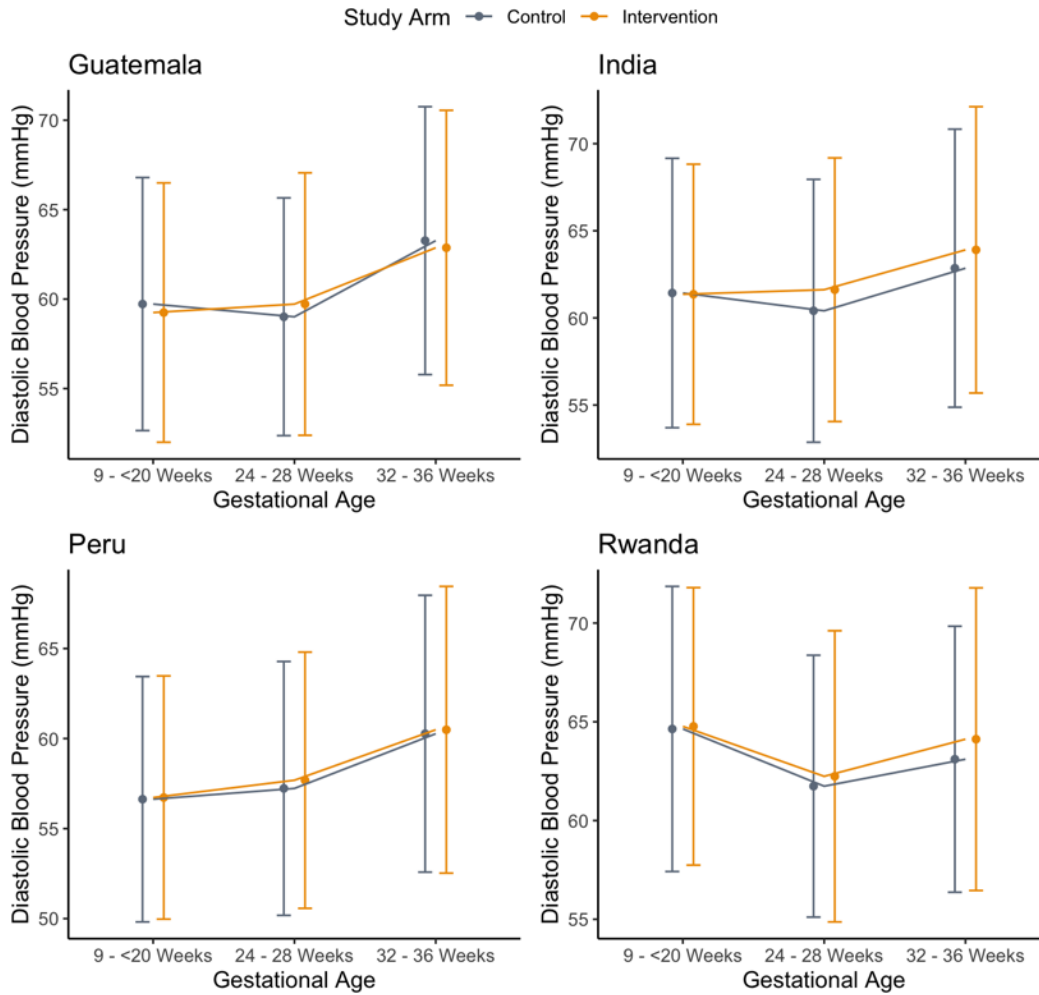 Study Arm Control Intervention
Guatemala
Diastolic Blood Pressure (mmHg)
70
65
60
55
9 - <20 Weeks 24 - 28 Weeks 32 - 36 Weeks
Gestational Age
India
Diastolic Blood Pressure (mmHg)
70
65
60
55
9 - <20 Weeks 24 - 28 Weeks 32 - 36 Weeks
Gestational Age
Peru
Diastolic Blood Pressure (mmHg)
65
60
55
50
9 - <20 Weeks 24 - 28 Weeks 32 - 36 Weeks
Gestational Age
Rwanda
Diastolic Blood Pressure (mmHg)
70
65
60
55
9 - <20 Weeks 24 - 28 Weeks 32 - 36 Weeks
Gestational Age